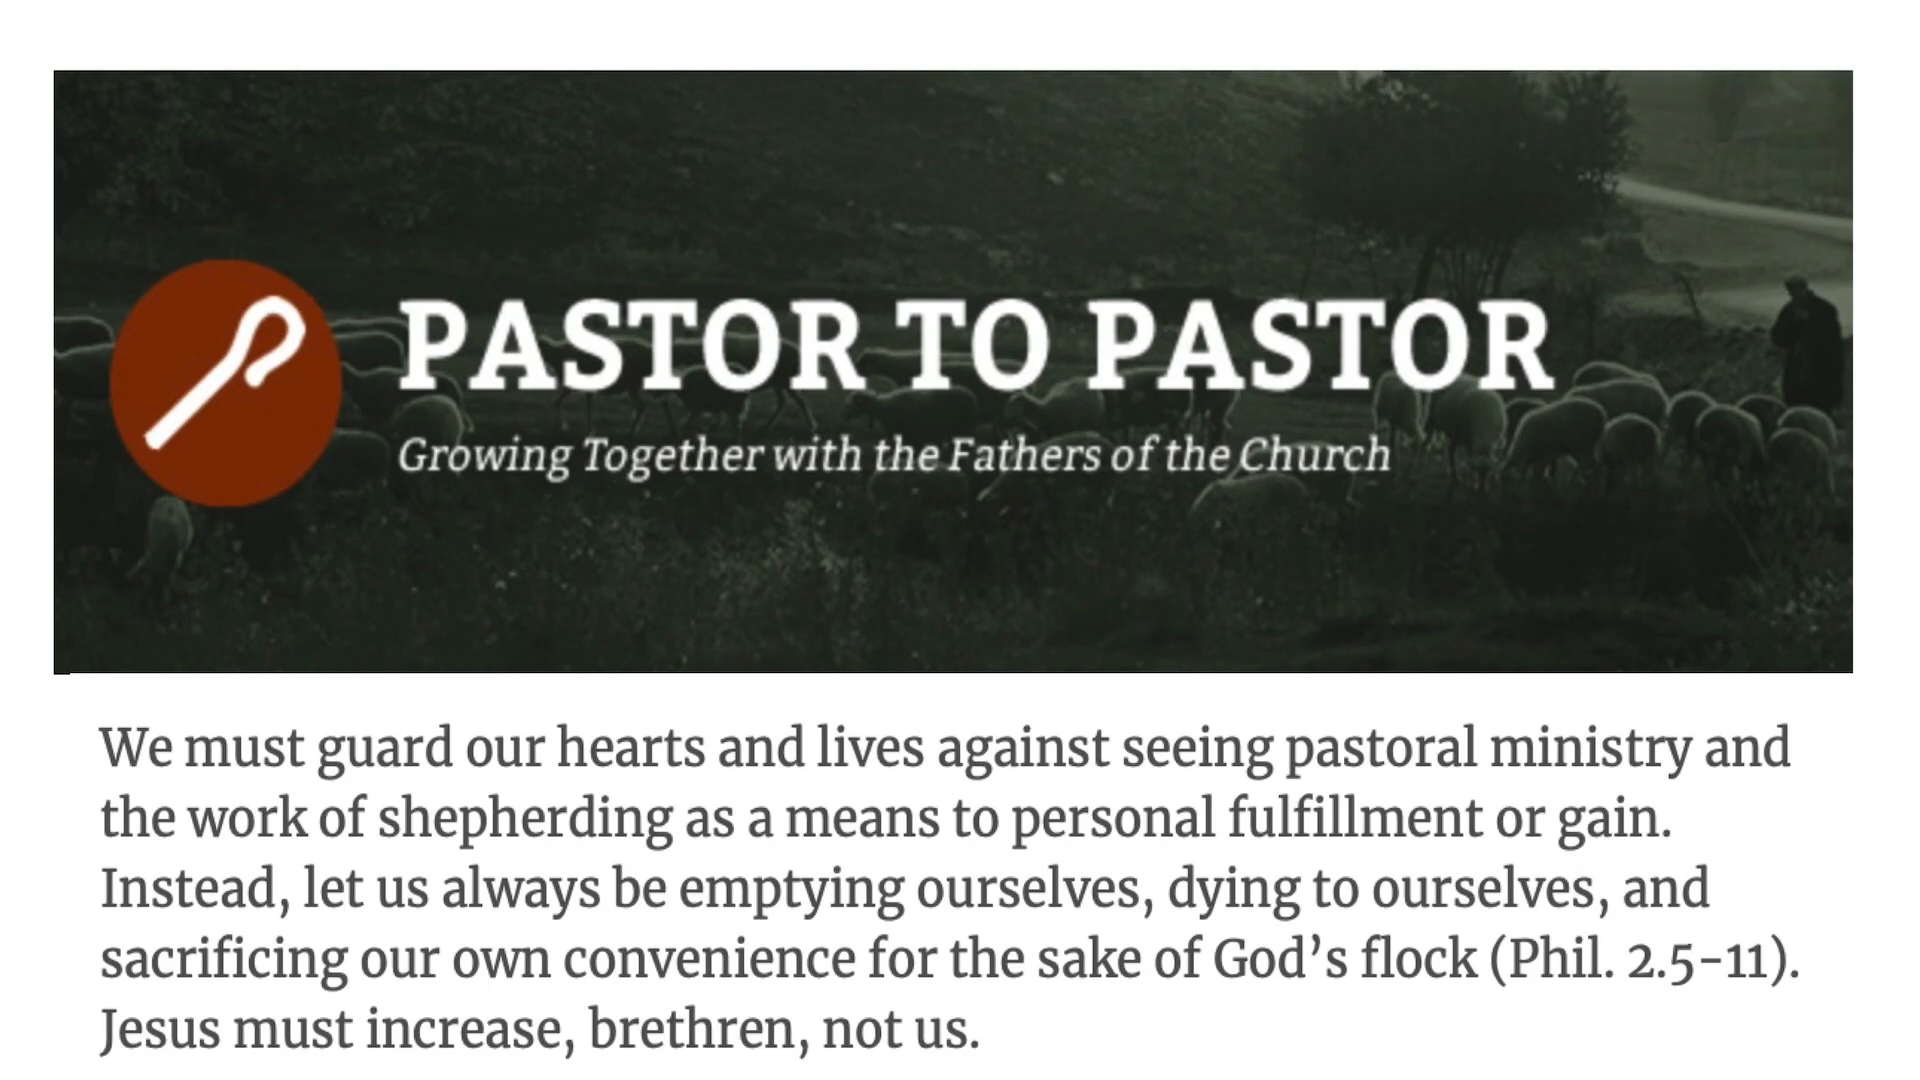 PASTOR TO PASTOR
Growing Together with the Fathers of the Church
We must guard our hearts and lives against seeing pastoral ministry and
the work of shepherding as a means to personal fulfillment or gain.
Instead, let us always be emptying ourselves, dying to ourselves, and
sacrificing our own convenience for the sake of God’s flock (Phil. 2.5-11).
Jesus must increase, brethren, not us.